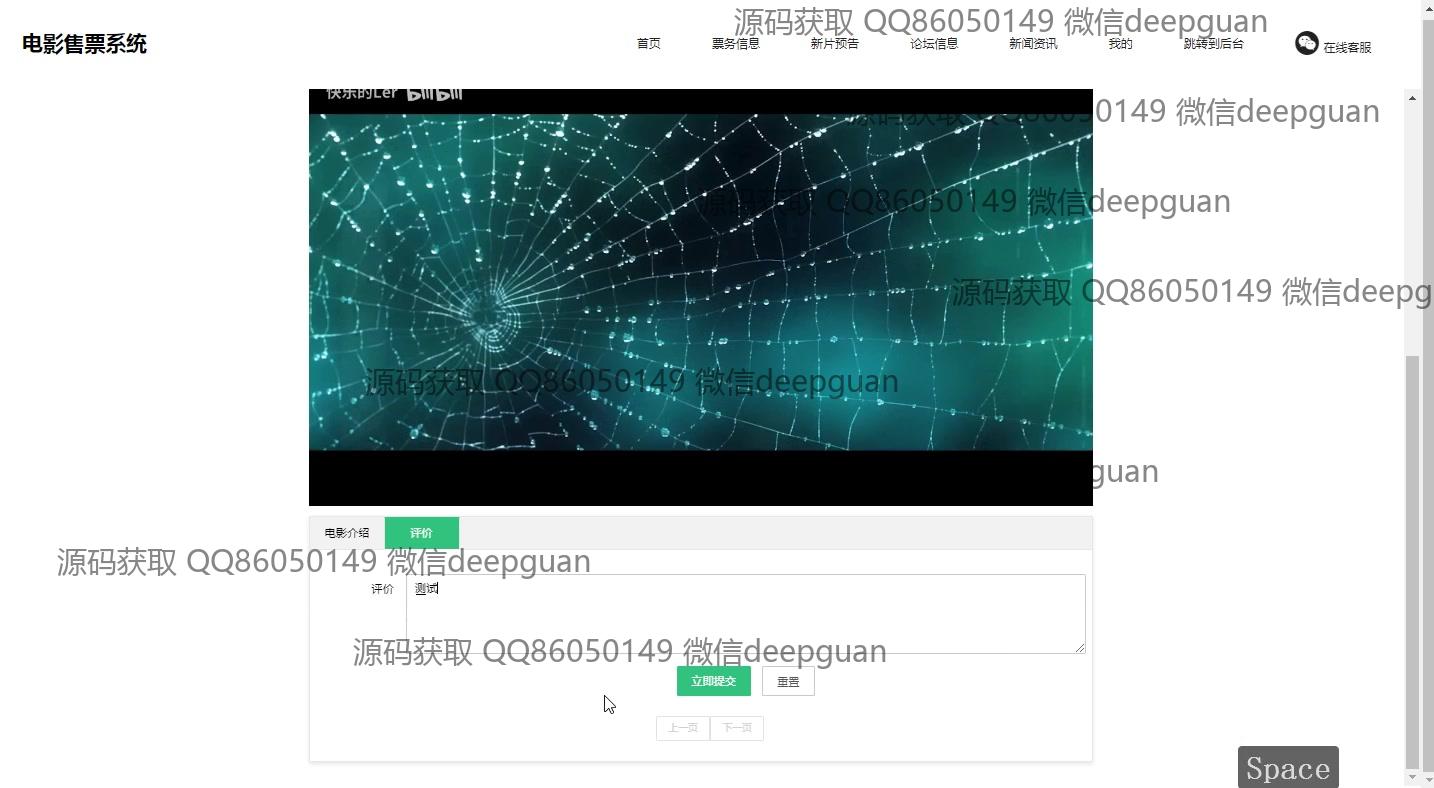 源码获取 QQ86050149 微信deepguan
电影售票系统
首页 票务信息 新片预告 论坛信息 新闻资讯 我的 跳转到后台 在线客服
快乐的Ler bilibili
源码获取 QQ86050149 微信deepguan
源码获取 QQ86050149 微信deepguan
源码获取 QQ86050149 微信deepg
源码获取 QQ86050149 微信deepguan
guan
电影介绍 评价
源码获取 QQ86050149 微信deepguan
评价 测试
源码获取 QQ86050149 微信deepguan
立即提交 重置
上一页 下一页
Space